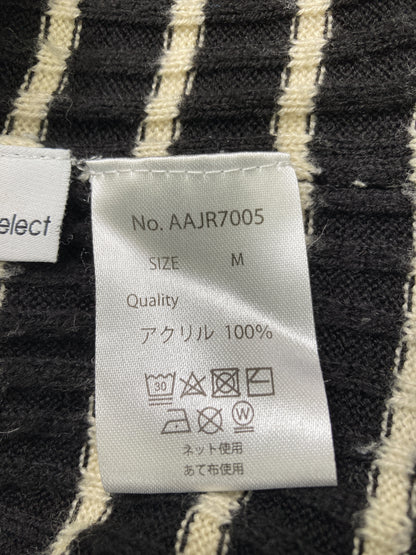 elect
No. AAJR7005
SIZE M
Quality
アクリル 100%
30
W
ネット使用
あて布使用